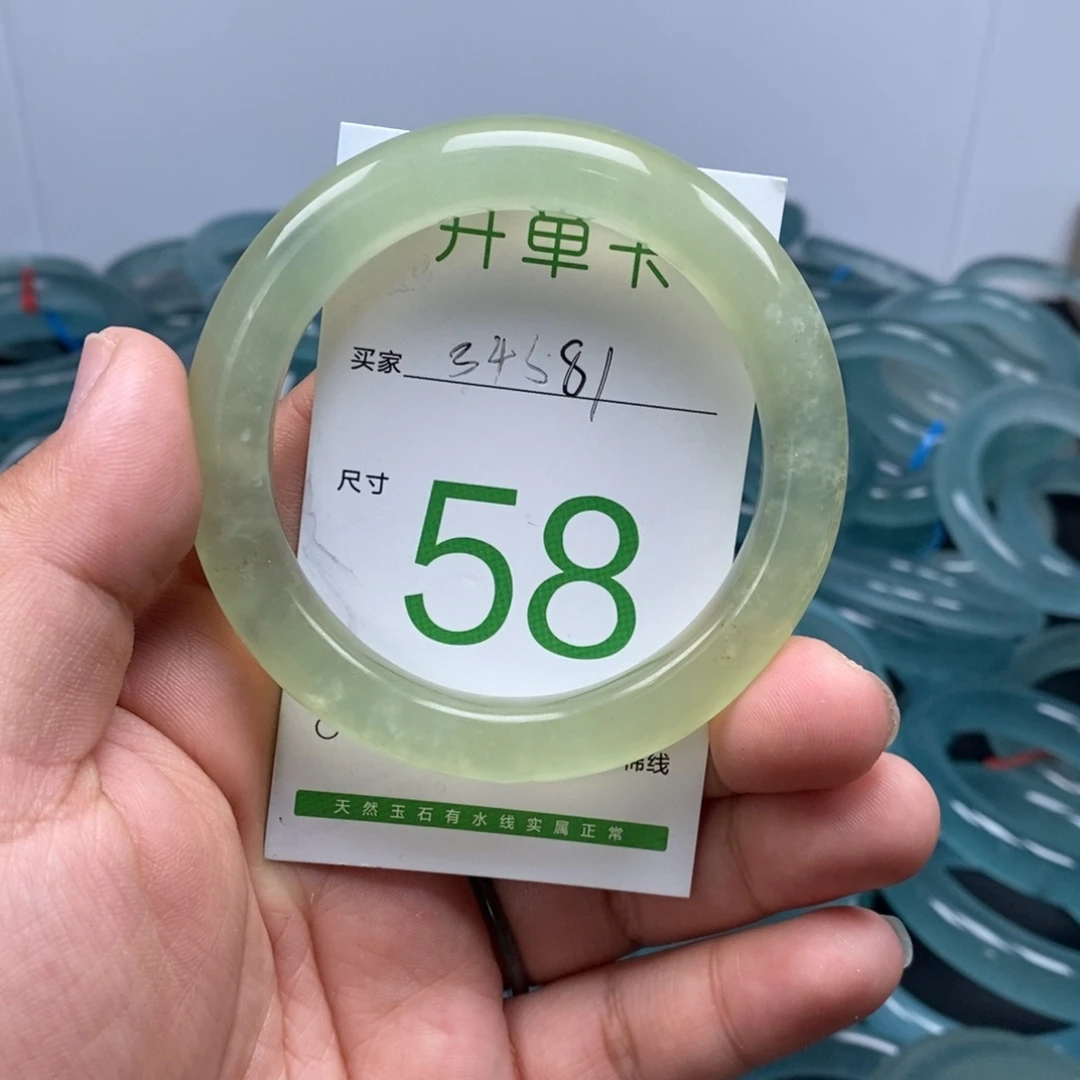 开单卡
买家 34581
尺寸 58
棉线
天然玉石有水线实属正常